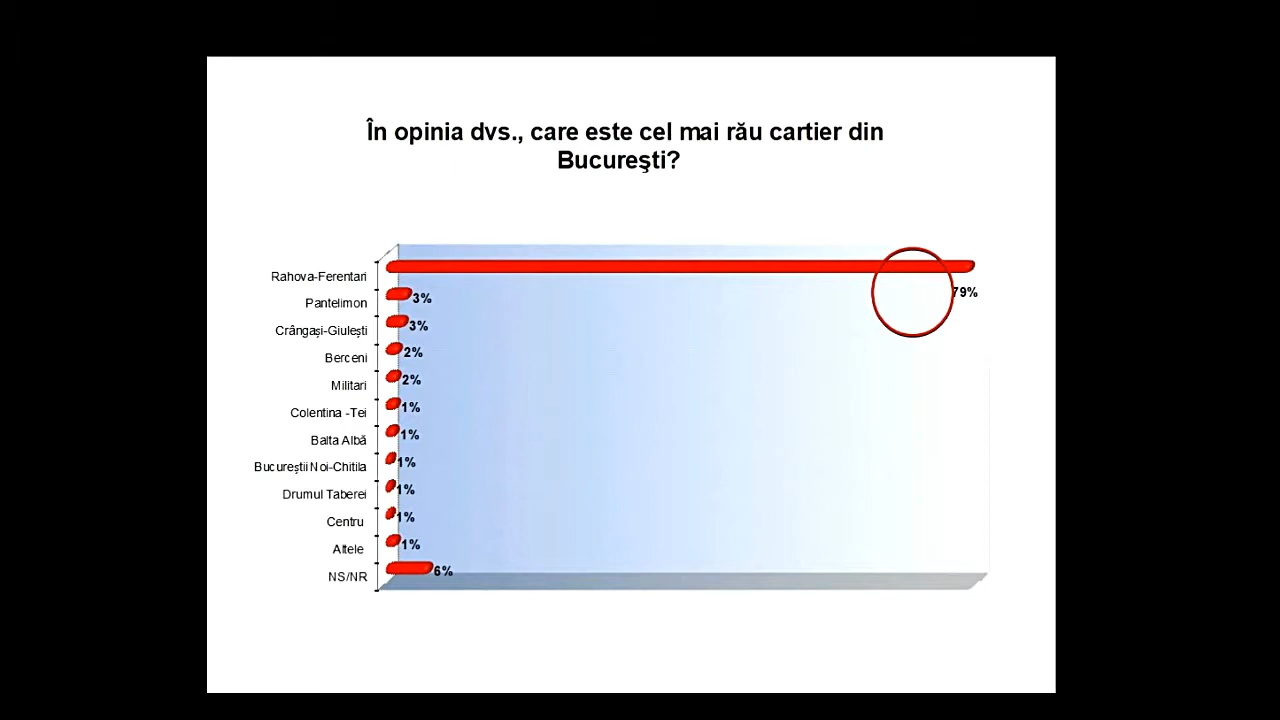 În opinia dvs., care este cel mai rău cartier din
Bucureşti?
Rahova-Ferentari 79%
Pantelimon 3%
Crângași-Giulești 3%
Berceni 2%
Militari 2%
Colentina -Tei 1%
Balta Albă 1%
Bucureștii Noi-Chitila 1%
Drumul Taberei 1%
Centru 1%
Altele 1%
NS/NR 6%